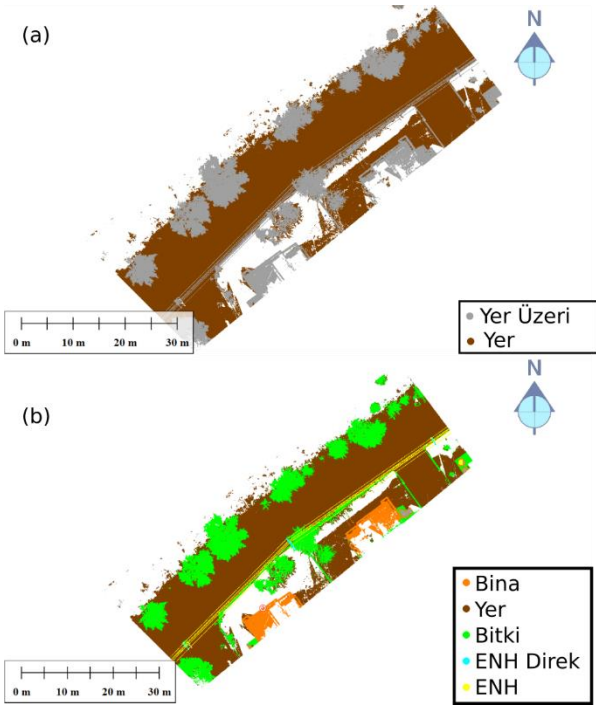 (a)
N
Yer Üzeri
Yer
0 m 10 m 20 m 30 m
(b)
N
Bina
Yer
Bitki
ENH Direk
ENH
0 m 10 m 20 m 30 m